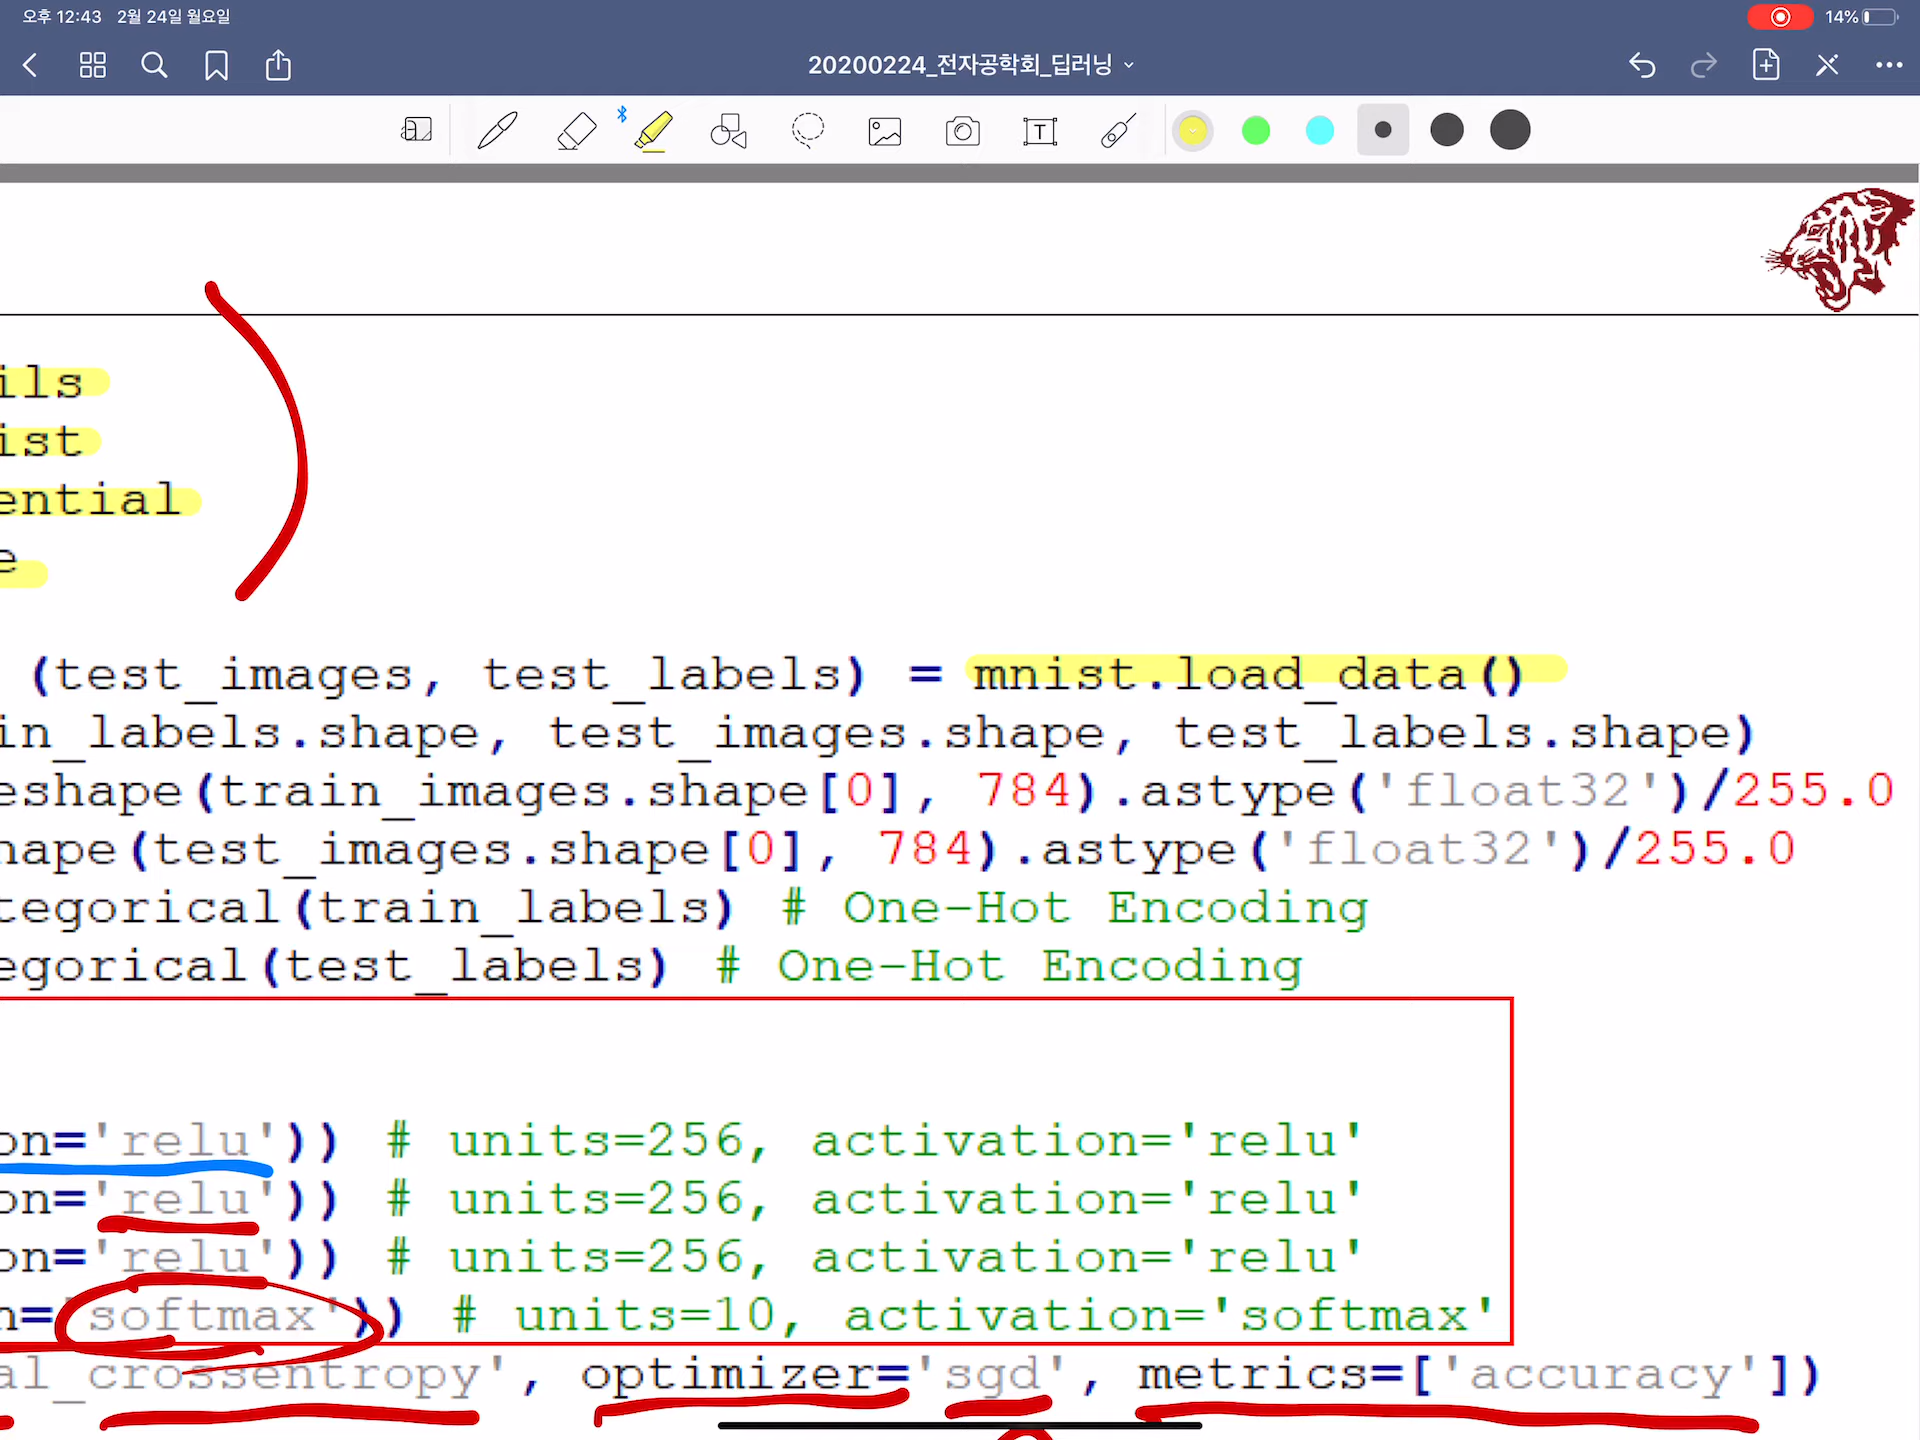 오후 12:43 2월 24일 월요일
14%
20200224_전자공학회_딥러닝
ils
ist
ential
e
(test_images, test_labels) = mnist.load_data()
in_labels.shape, test_images.shape, test_labels.shape)
eshape(train_images.shape[0], 784).astype('float32')/255.0
hape(test_images.shape[0], 784).astype('float32')/255.0
tegorical(train_labels) # One-Hot Encoding
egorical(test_labels) # One-Hot Encoding
on='relu')) # units=256, activation='relu'
on='relu')) # units=256, activation='relu'
on='relu')) # units=256, activation='relu'
n='softmax')) # units=10, activation='softmax'
al_crossentropy', optimizer='sgd', metrics=['accuracy'])